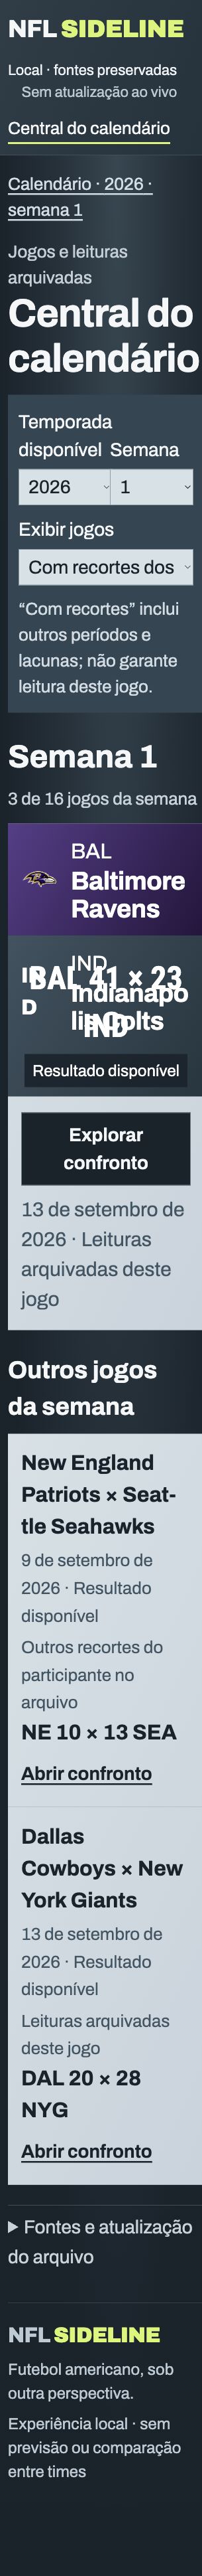 NFL SIDELINE
Local · fontes preservadas
Sem atualização ao vivo
Central do calendário
Calendário · 2026 ·
semana 1
Jogos e leituras
arquivadas
Central do
calendário
Temporada
disponível Semana
2026 1
Exibir jogos
Com recortes dos
“Com recortes” inclui
outros períodos e
lacunas; não garante
leitura deste jogo.
Semana 1
3 de 16 jogos da semana
BAL
Baltimore
Ravens
IND
IND
Indianapo
lis Colts
BAL 41 × 23
IND
Resultado disponível
Explorar
confronto
13 de setembro de
2026 · Leituras
arquivadas deste
jogo
Outros jogos
da semana
New England
Patriots × Seat-
tle Seahawks
9 de setembro de
2026 · Resultado
disponível
Outros recortes do
participante no
arquivo
NE 10 × 13 SEA
Abrir confronto
Dallas
Cowboys × New
York Giants
13 de setembro de
2026 · Resultado
disponível
Leituras arquivadas
deste jogo
DAL 20 × 28
NYG
Abrir confronto
Fontes e atualização
do arquivo
NFL SIDELINE
Futebol americano, sob
outra perspectiva.
Experiência local · sem
previsão ou comparação
entre times